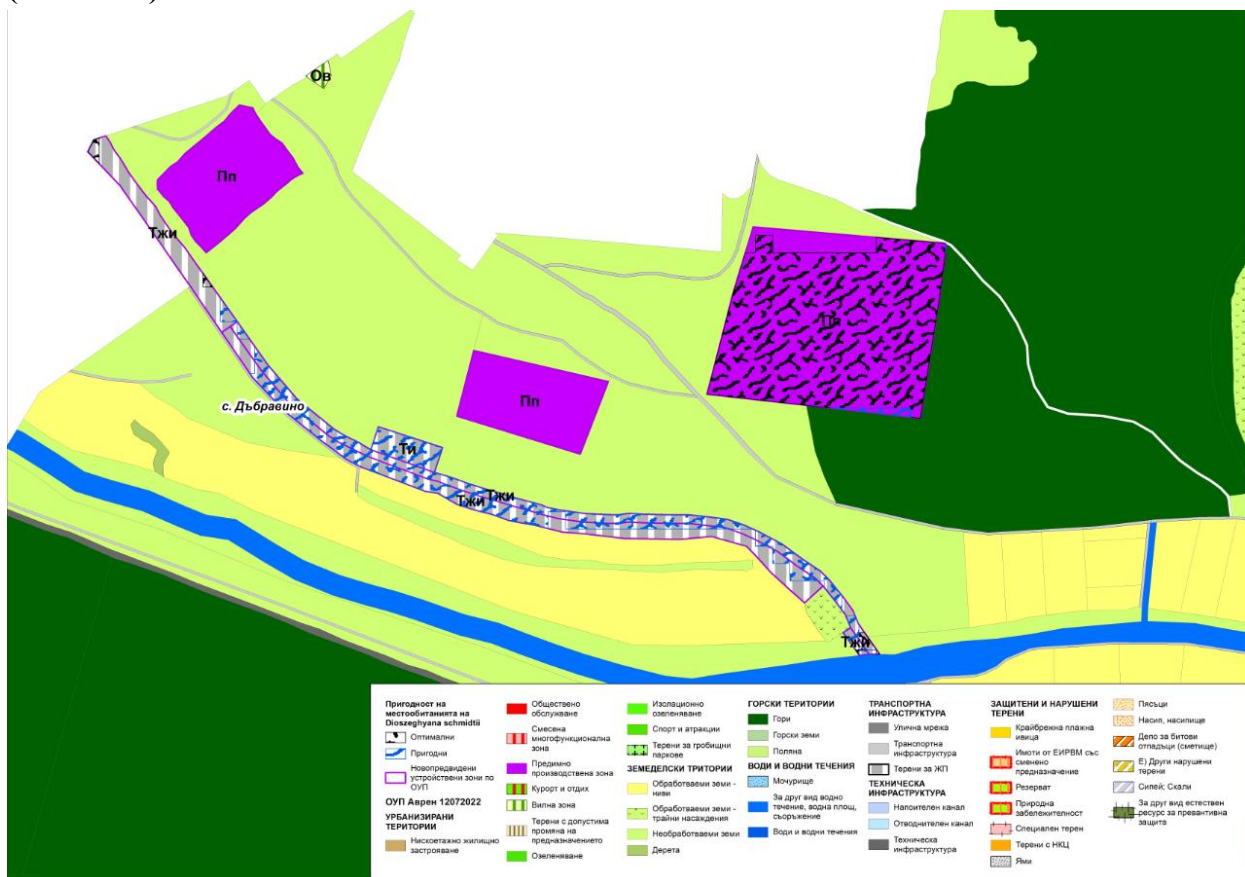 Ов
Пп
Тжи
Пп
с. Дъбравино
Пп
Ти
Тжи
Тжи
Тжи
Пригодност на
местообитанията на
Dioszeghyana schmidtii
Оптимални
Пригодни
Новопредвидени
устройствени зони по
ОУП
ОУП Аврен 12072022
УРБАНИЗИРАНИ
ТЕРИТОРИИ
Нискоетажно жилищно
застрояване
Обществено
обслужване
Смесена
многофункционална
зона
Предимно
производствена зона
Курорт и отдих
Вилна зона
Терени с допустима
промяна на
предназначението
Озеленяване
Изолационно
озеленяване
Спорт и атракции
Терени за гробищни
паркове
ЗЕМЕДЕЛСКИ ТРИТОРИИ
Обработваеми земи -
ниви
Обработваеми земи -
трайни насаждения
Необработваеми земи
Дерета
ГОРСКИ ТЕРИТОРИИ
Гори
Горски земи
Поляна
ВОДИ И ВОДНИ ТЕЧЕНИЯ
Мочурище
За друг вид водно
течение, водна площ,
съоръжение
Води и водни течения
ТРАНСПОРТНА
ИНФРАСТРУКТУРА
Улична мрежа
Транспортна
инфраструктура
Терени за ЖП
ТЕХНИЧЕСКА
ИНФРАСТРУКТУРА
Напоителен канал
Отводнителен канал
Техническа
инфраструктура
ЗАЩИТЕНИ И НАРУШЕНИ
ТЕРЕНИ
Крайбрежна плажна
ивица
Имоти от ЕИРВМ със
сменено
предназначение
Резерват
Природна
забележителност
Специален терен
Терени с НКЦ
Ями
Пясъци
Насип, насипище
Депо за битови
отпадъци (сметище)
Е) Други нарушени
терени
Сипей; Скали
За друг вид естествен
ресурс за превантивна
защита